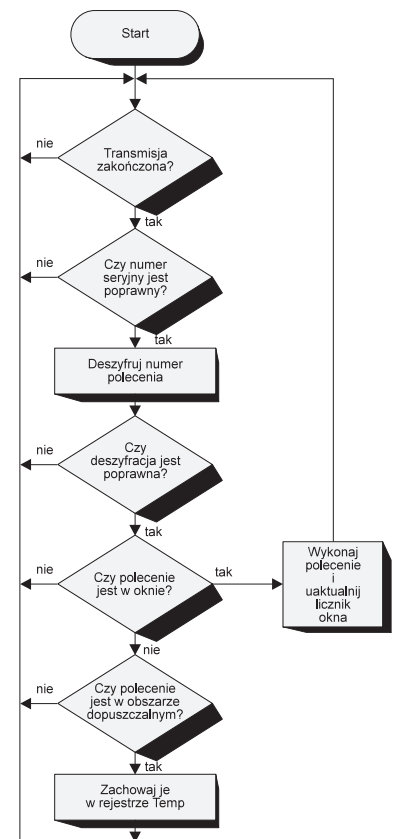 Start
nie
Transmisja
zakończona?
tak
nie
Czy numer
seryjny jest
poprawny?
tak
Deszyfruj numer
polecenia
nie
Czy
deszyfracja jest
poprawna?
tak
nie
Czy polecenie
jest w oknie?
tak
Wykonaj
polecenie
i
uaktualnij
licznik
okna
nie
nie
Czy polecenie
jest w obszarze
dopuszczalnym?
tak
Zachowaj je
w rejestrze Temp